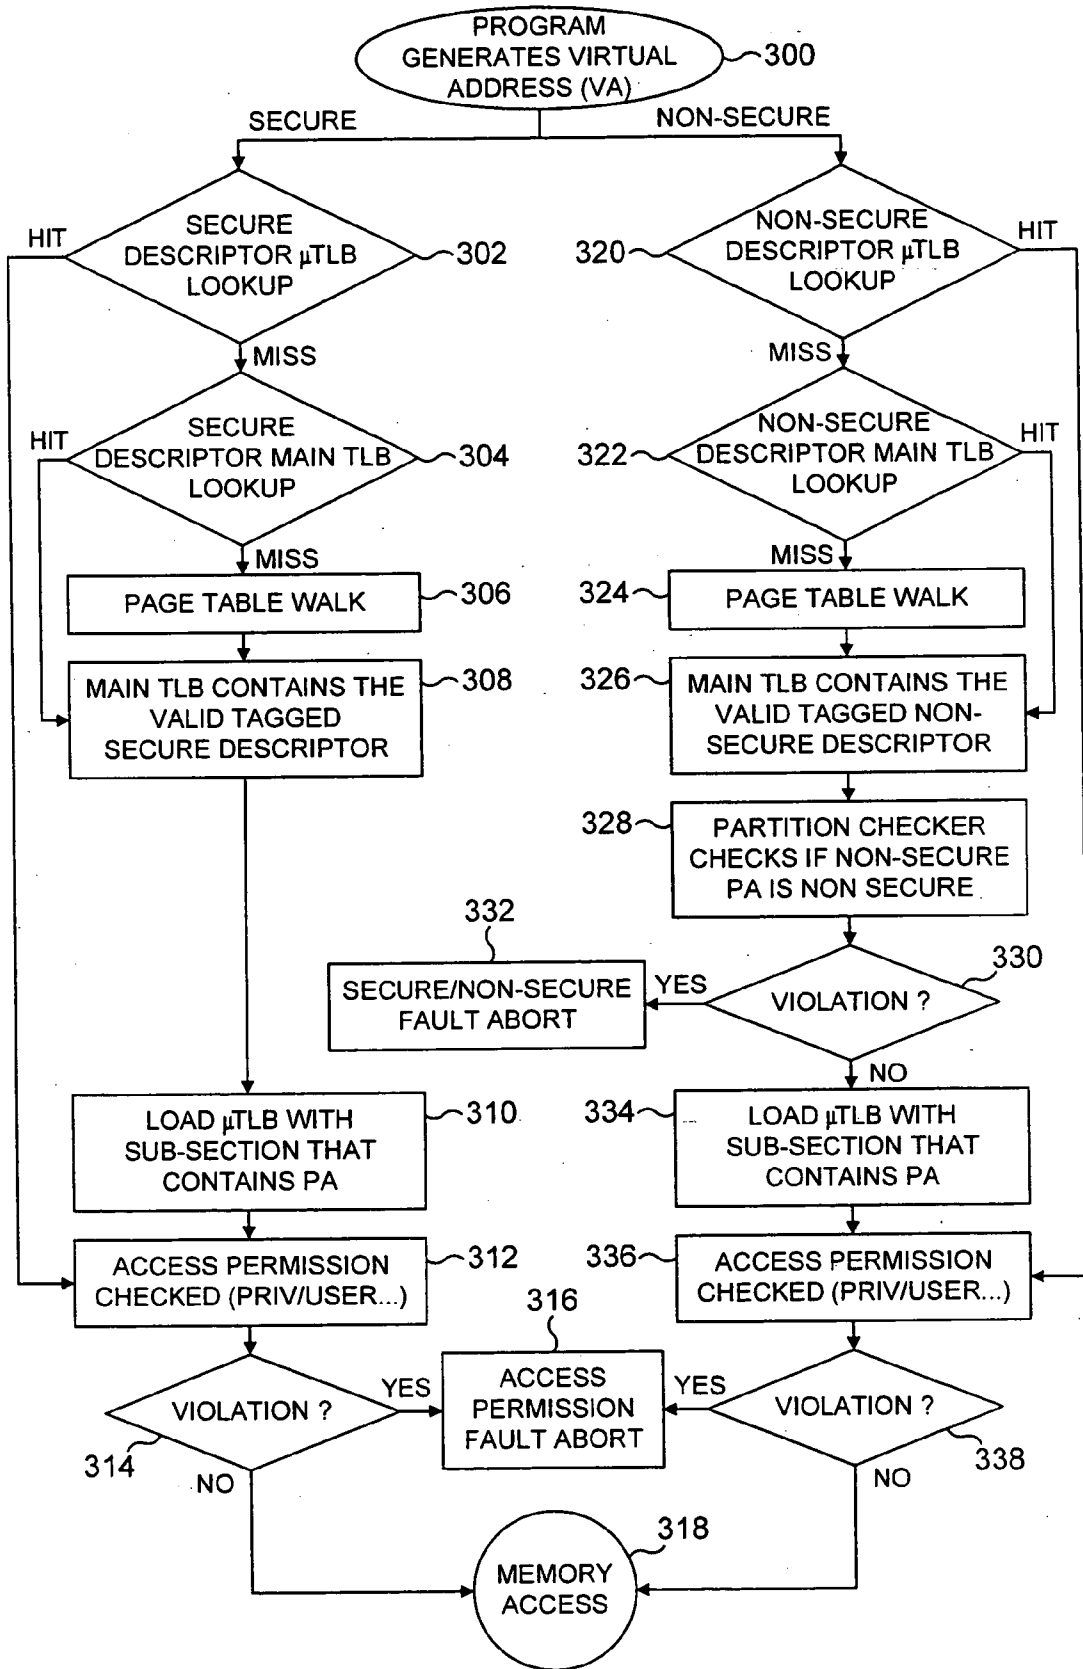 PROGRAM
GENERATES VIRTUAL
ADDRESS (VA)
300
SECURE
NON-SECURE
HIT
SECURE
DESCRIPTOR μTLB
LOOKUP
302
320
NON-SECURE
DESCRIPTOR μTLB
LOOKUP
HIT
MISS
MISS
HIT
SECURE
DESCRIPTOR MAIN TLB
LOOKUP
304
322
NON-SECURE
DESCRIPTOR MAIN TLB
LOOKUP
HIT
MISS
MISS
PAGE TABLE WALK
306
324
PAGE TABLE WALK
MAIN TLB CONTAINS THE
VALID TAGGED
SECURE DESCRIPTOR
308
326
MAIN TLB CONTAINS THE
VALID TAGGED NON-
SECURE DESCRIPTOR
328
PARTITION CHECKER
CHECKS IF NON-SECURE
PA IS NON SECURE
332
SECURE/NON-SECURE
FAULT ABORT
YES
VIOLATION ?
330
NO
LOAD μTLB WITH
SUB-SECTION THAT
CONTAINS PA
310
334
LOAD μTLB WITH
SUB-SECTION THAT
CONTAINS PA
ACCESS PERMISSION
CHECKED (PRIV/USER...)
312
336
ACCESS PERMISSION
CHECKED (PRIV/USER...)
316
VIOLATION ?
314
YES
ACCESS
PERMISSION
FAULT ABORT
YES
VIOLATION ?
338
NO
NO
318
MEMORY
ACCESS